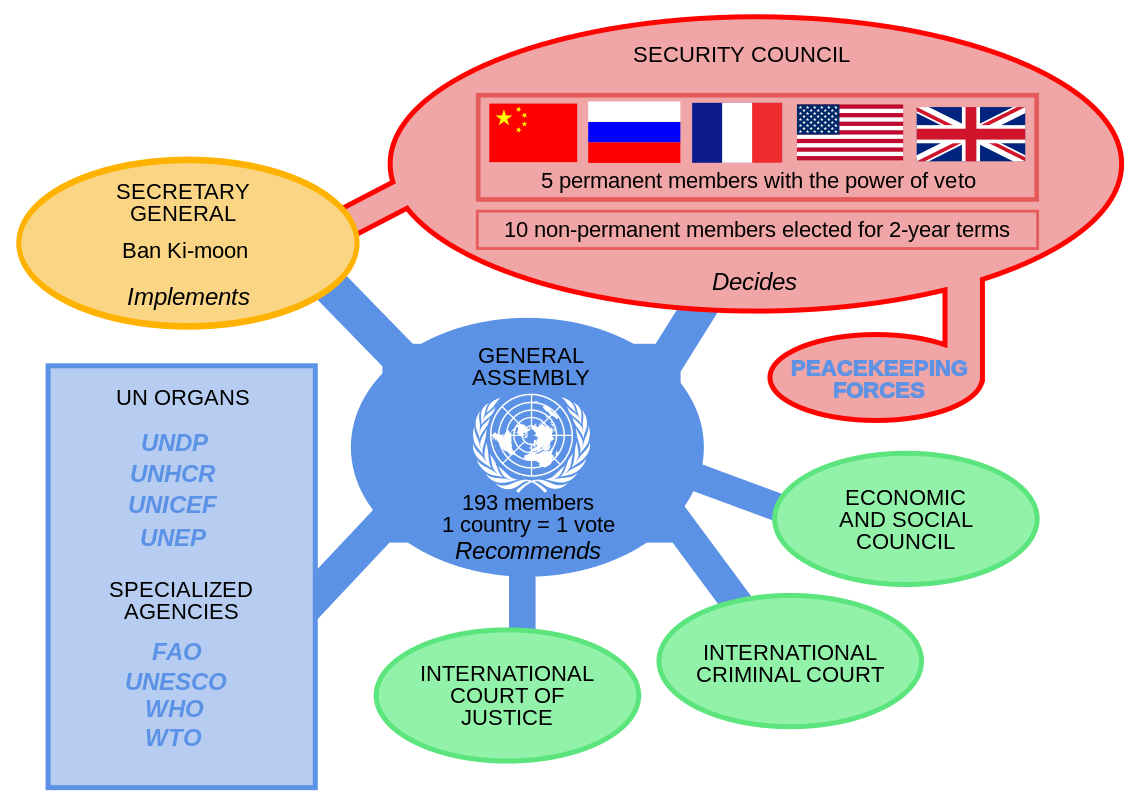 SECURITY COUNCIL
5 permanent members with the power of veto
10 non-permanent members elected for 2-year terms
Decides
SECRETARY
GENERAL
Ban Ki-moon
Implements
PEACEKEEPING
FORCES
GENERAL
ASSEMBLY
193 members
1 country = 1 vote
Recommends
UN ORGANS
UNDP
UNHCR
UNICEF
UNEP
SPECIALIZED
AGENCIES
FAO
UNESCO
WHO
WTO
ECONOMIC
AND SOCIAL
COUNCIL
INTERNATIONAL
CRIMINAL COURT
INTERNATIONAL
COURT OF
JUSTICE